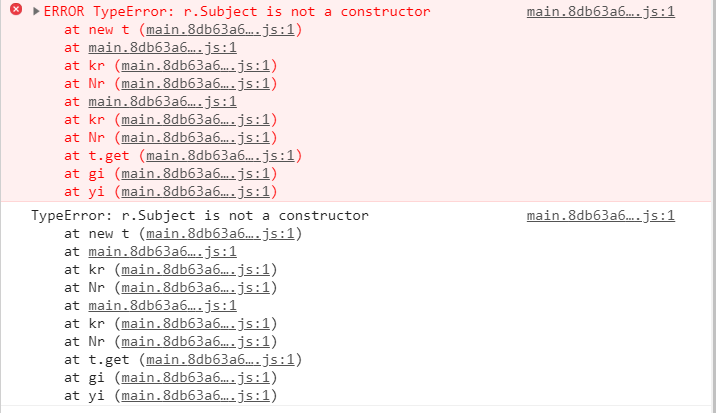 ERROR TypeError: r.Subject is not a constructor main.8db63a6….js:1
at new t (main.8db63a6….js:1)
at main.8db63a6….js:1
at kr (main.8db63a6….js:1)
at Nr (main.8db63a6….js:1)
at main.8db63a6….js:1
at kr (main.8db63a6….js:1)
at Nr (main.8db63a6….js:1)
at t.get (main.8db63a6….js:1)
at gi (main.8db63a6….js:1)
at yi (main.8db63a6….js:1)
TypeError: r.Subject is not a constructor main.8db63a6….js:1
at new t (main.8db63a6….js:1)
at main.8db63a6….js:1
at kr (main.8db63a6….js:1)
at Nr (main.8db63a6….js:1)
at main.8db63a6….js:1
at kr (main.8db63a6….js:1)
at Nr (main.8db63a6….js:1)
at t.get (main.8db63a6….js:1)
at gi (main.8db63a6….js:1)
at yi (main.8db63a6….js:1)